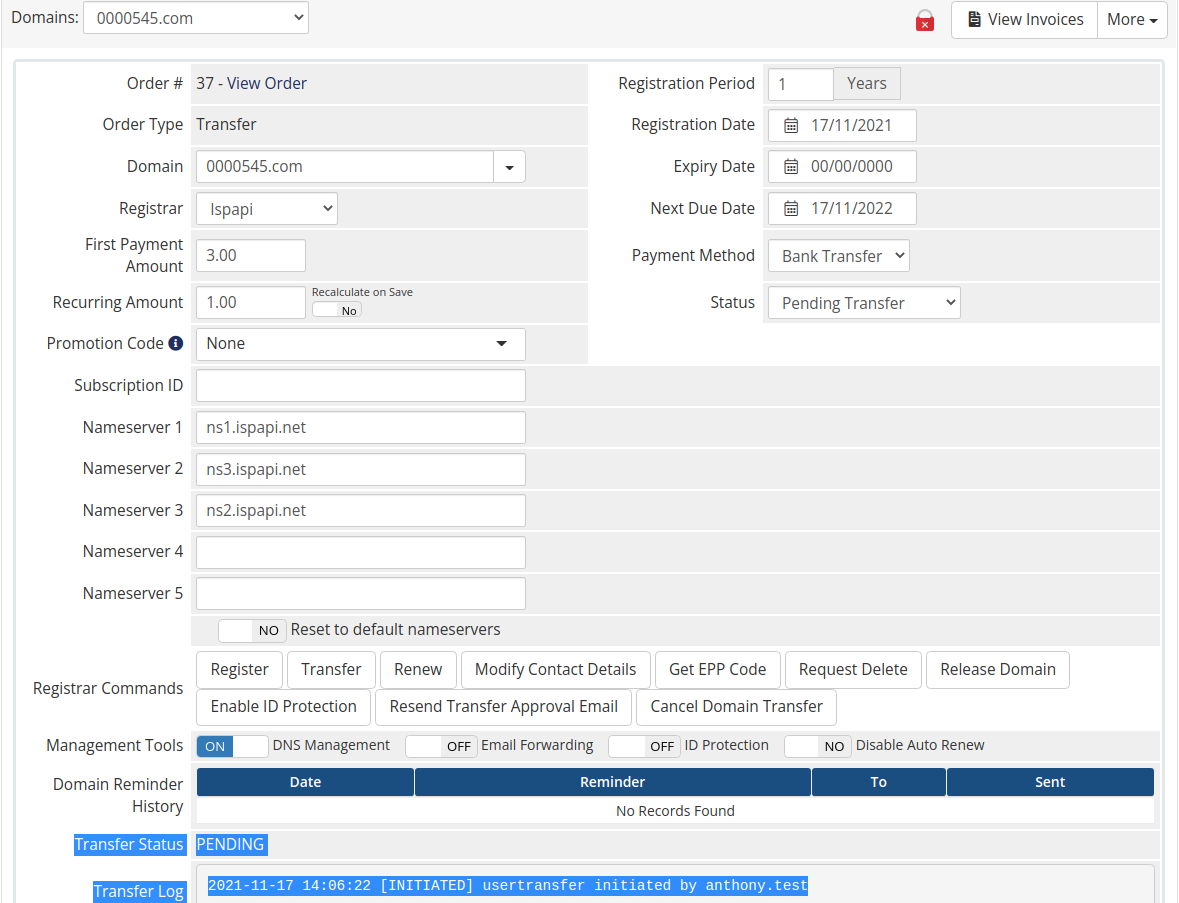 Domains: 0000545.com View Invoices More
Order # 37 - View Order Registration Period 1 Years
Order Type Transfer Registration Date 17/11/2021
Domain 0000545.com Expiry Date 00/00/0000
Registrar Ispapi Next Due Date 17/11/2022
First Payment
Amount 3.00 Payment Method Bank Transfer
Recurring Amount 1.00 Recalculate on Save
No Status Pending Transfer
Promotion Code None
Subscription ID
Nameserver 1 ns1.ispapi.net
Nameserver 2 ns3.ispapi.net
Nameserver 3 ns2.ispapi.net
Nameserver 4
Nameserver 5
NO Reset to default nameservers
Registrar Commands Register Transfer Renew Modify Contact Details Get EPP Code Request Delete Release Domain
Enable ID Protection Resend Transfer Approval Email Cancel Domain Transfer
Management Tools ON DNS Management OFF Email Forwarding OFF ID Protection NO Disable Auto Renew
Domain Reminder
History Date Reminder To Sent
No Records Found
Transfer Status PENDING
Transfer Log 2021-11-17 14:06:22 [INITIATED] usertransfer initiated by anthony.test